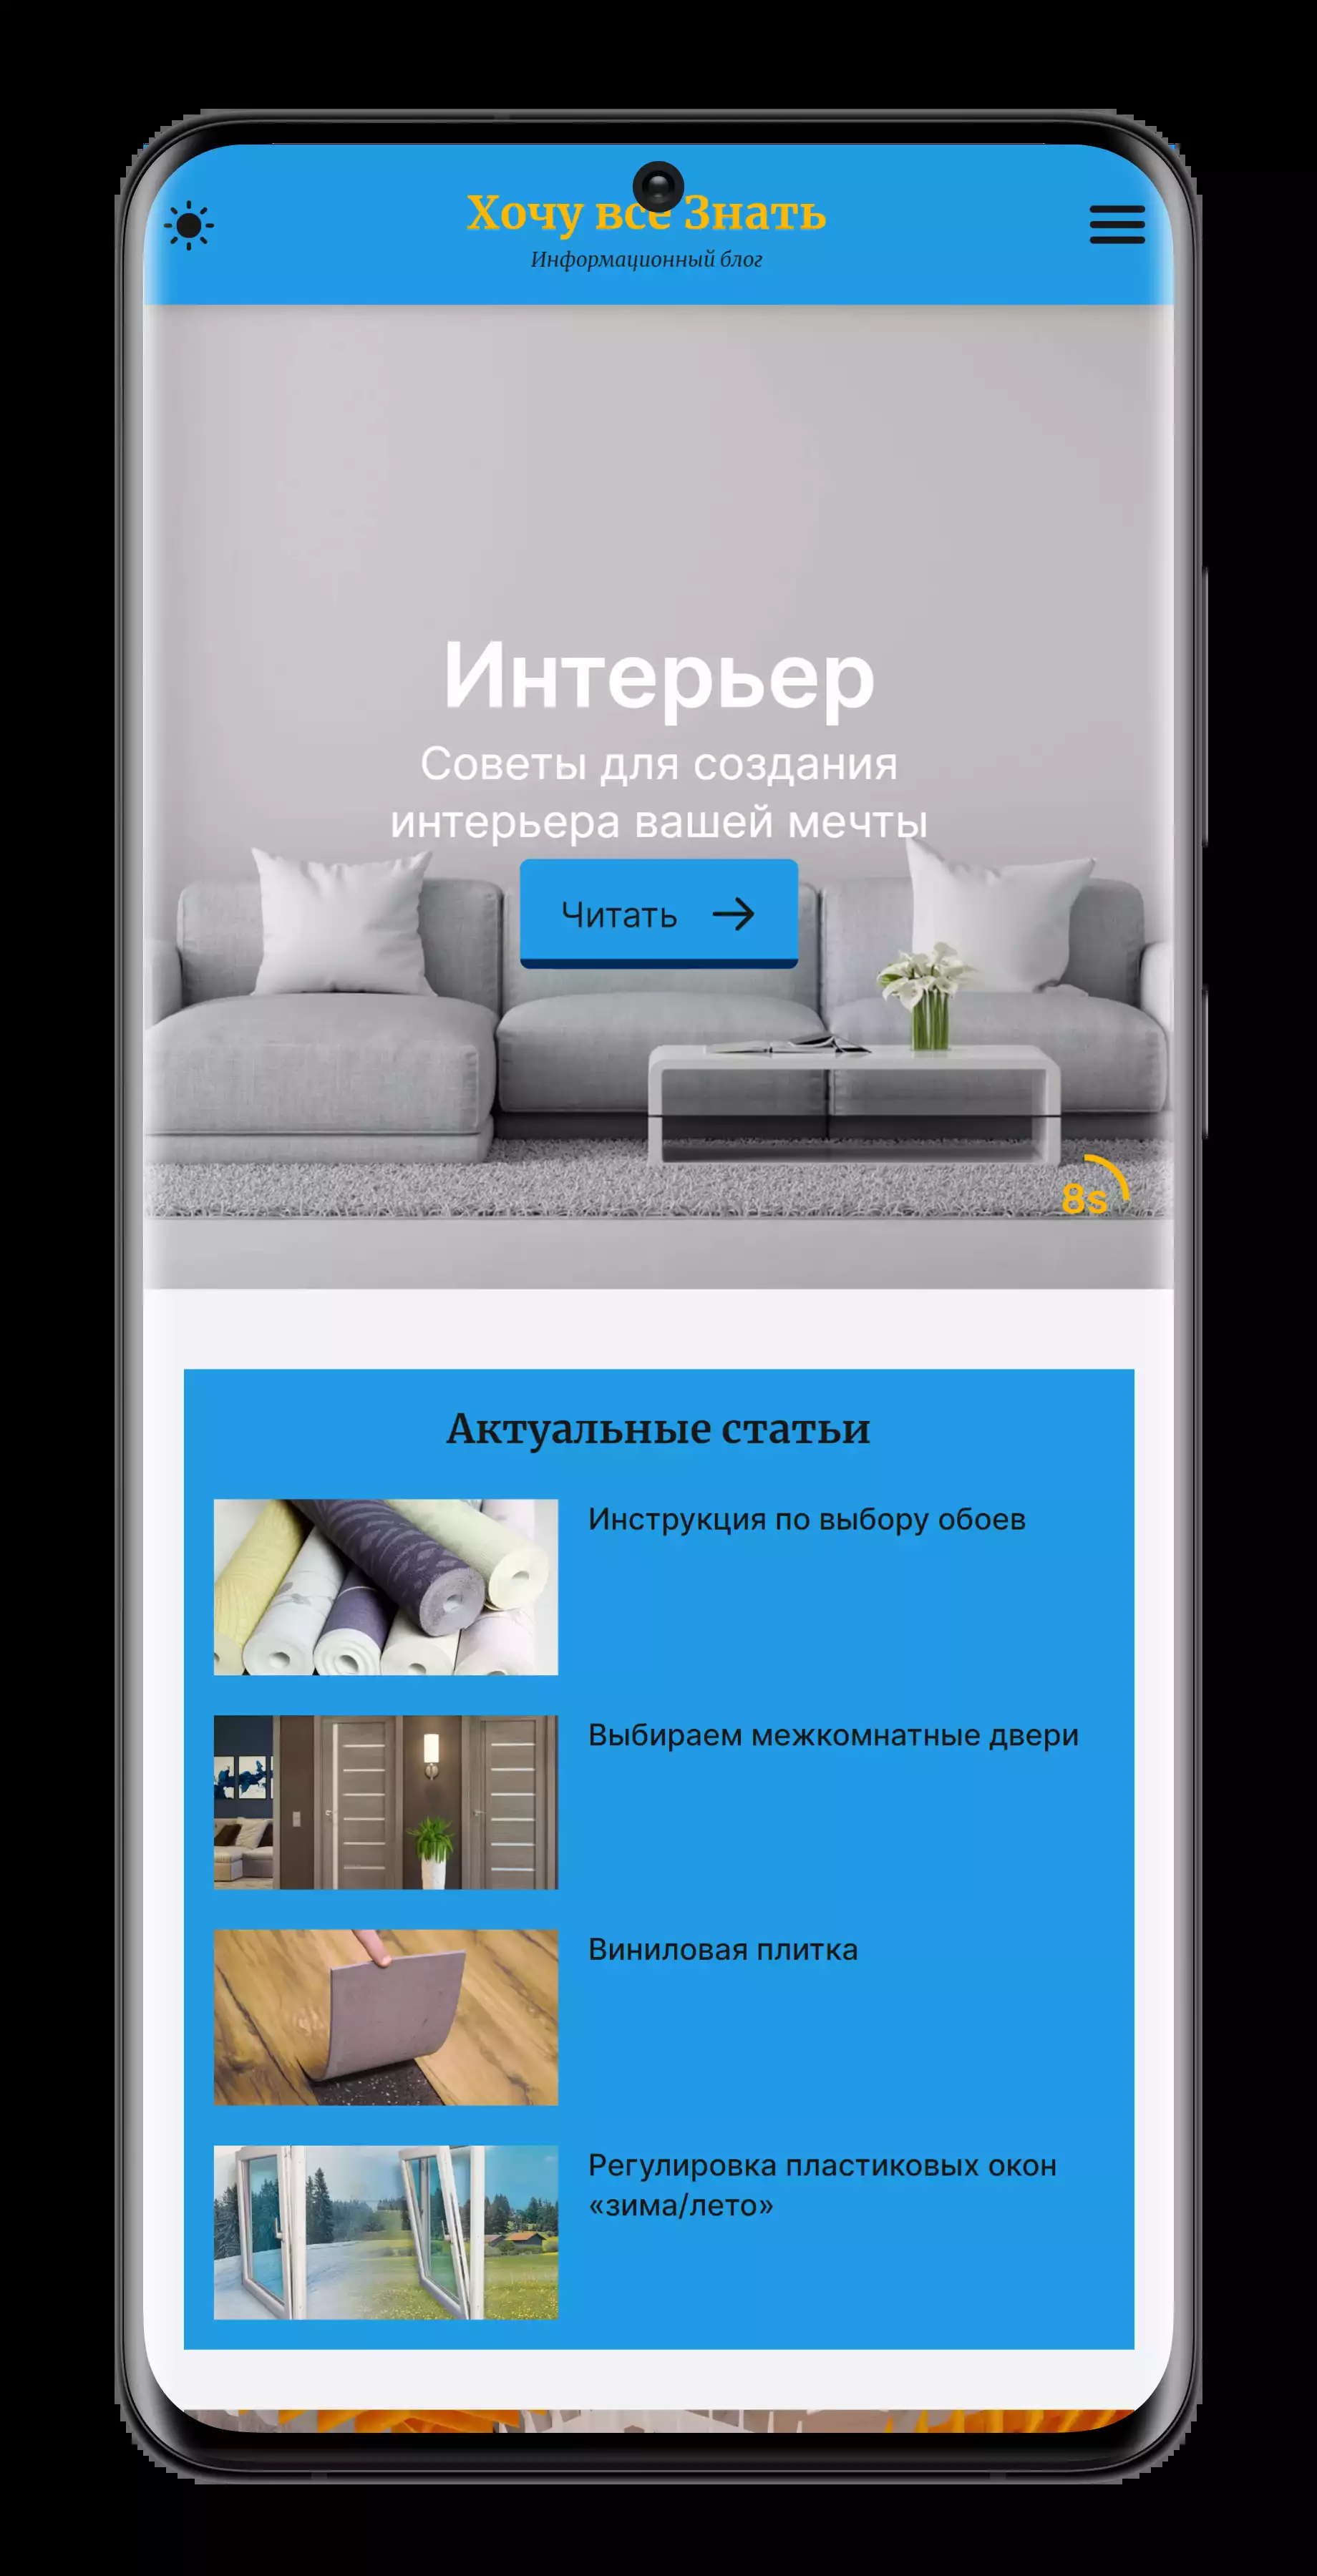 Хочу все Знать
Информационный блог
Интерьер
Советы для создания
интерьера вашей мечты
Читать
8s
Актуальные статьи
Инструкция по выбору обоев
Выбираем межкомнатные двери
Виниловая плитка
Регулировка пластиковых окон
«зима/лето»